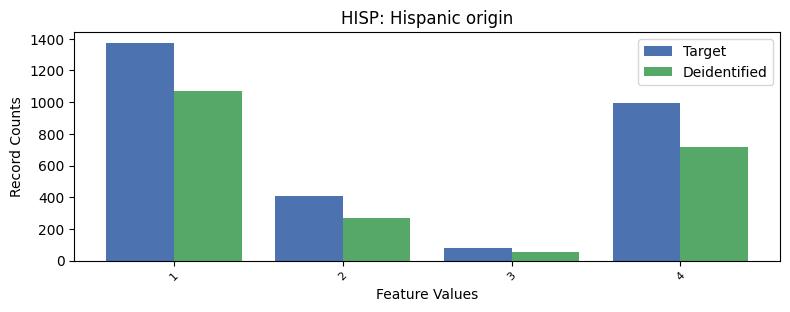 HISP: Hispanic origin
1400
1200
1000
800
600
400
200
0
Record Counts
Target
Deidentified
1 2 3 4
Feature Values